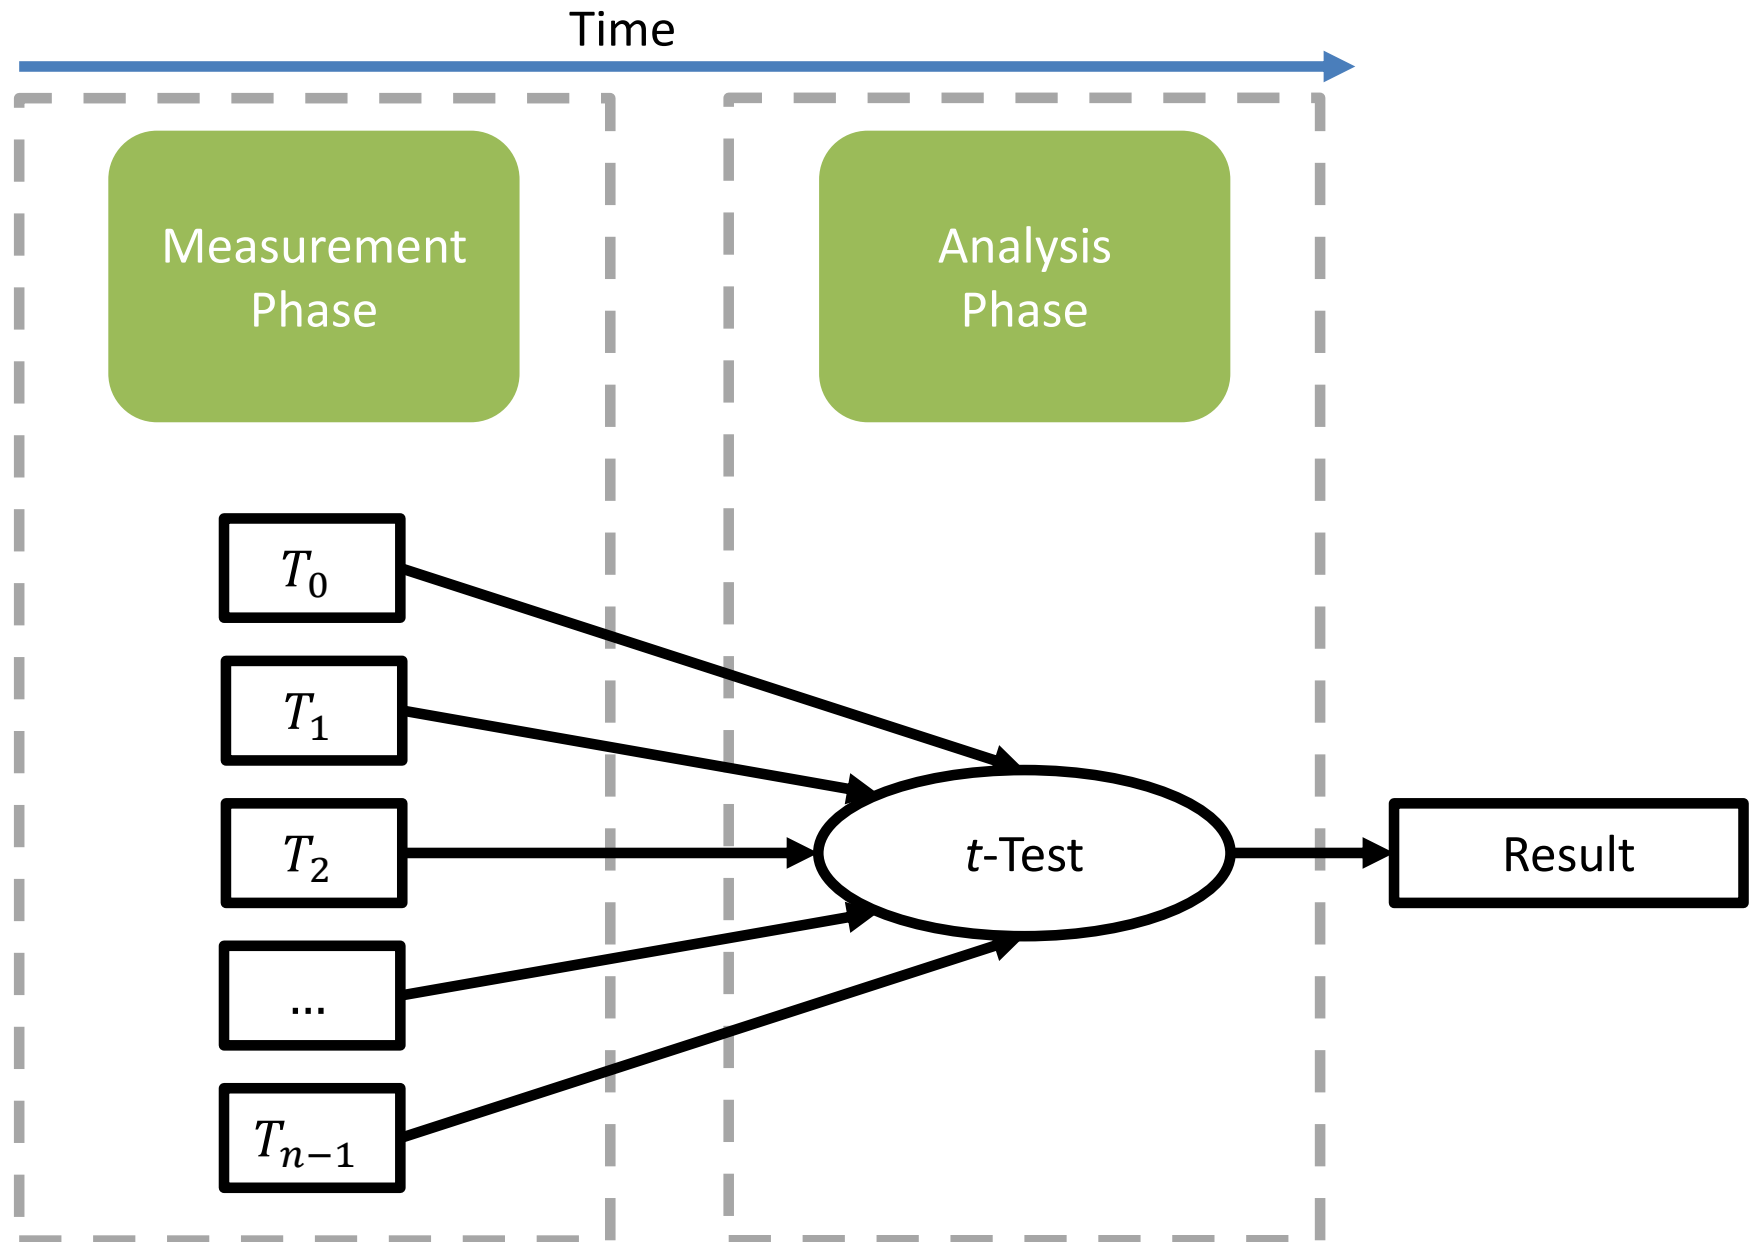 Time
Measurement
Phase
Analysis
Phase
T₀
T₁
T₂
...
Tₙ₋₁
t-Test
Result